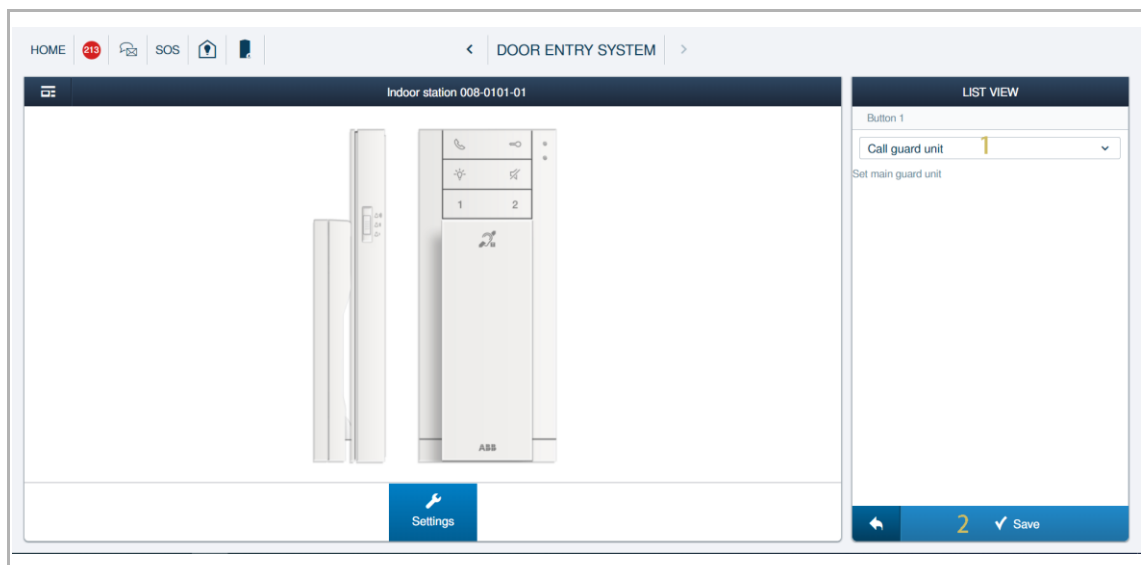 HOME 213 SOS < DOOR ENTRY SYSTEM >
Indoor station 008-0101-01
1 2
ABB
Settings
LIST VIEW
Button 1
Call guard unit 1
Set main guard unit
2 ✓ Save